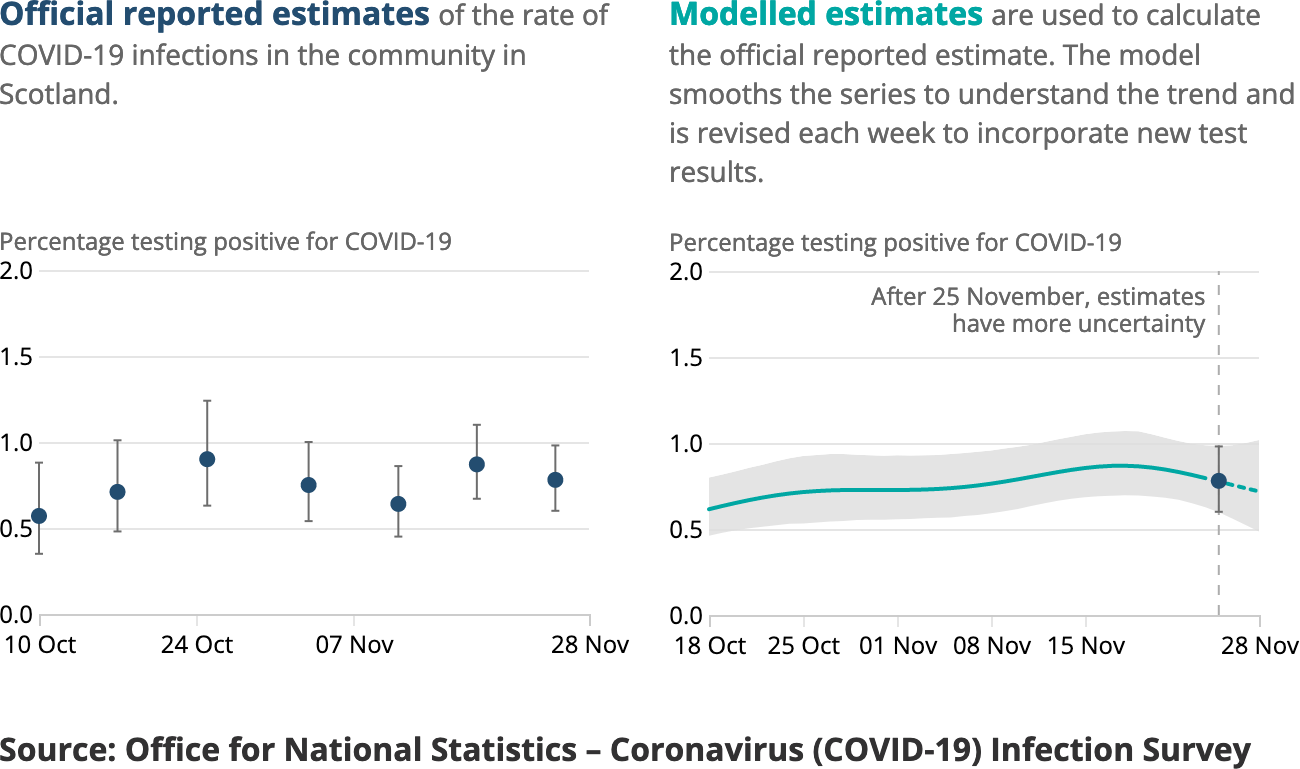 Official reported estimates of the rate of
COVID-19 infections in the community in
Scotland.
Percentage testing positive for COVID-19
2.0
1.5
1.0
0.5
0.0
10 Oct 24 Oct 07 Nov 28 Nov
Modelled estimates are used to calculate
the official reported estimate. The model
smooths the series to understand the trend and
is revised each week to incorporate new test
results.
Percentage testing positive for COVID-19
2.0
After 25 November, estimates
have more uncertainty
1.5
1.0
0.5
0.0
18 Oct 25 Oct 01 Nov 08 Nov 15 Nov 28 Nov
Source: Office for National Statistics – Coronavirus (COVID-19) Infection Survey